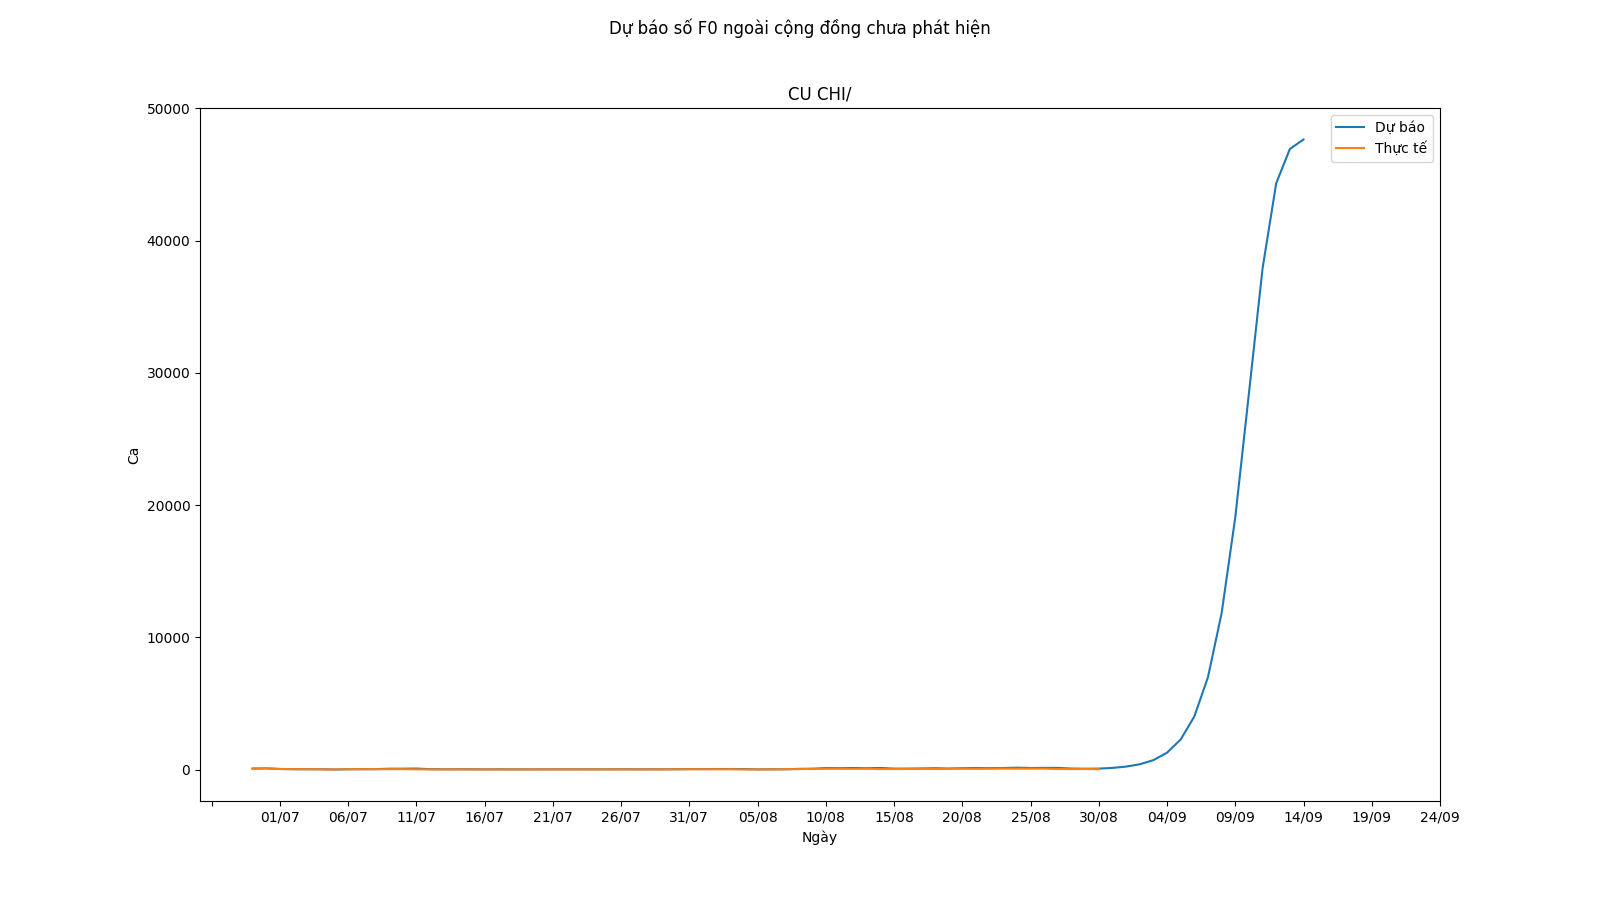 Dự báo số F0 ngoài cộng đồng chưa phát hiện
CU CHI/
50000
40000
30000
20000
10000
0
Ca
Dự báo
Thực tế
01/07 06/07 11/07 16/07 21/07 26/07 31/07 05/08 10/08 15/08 20/08 25/08 30/08 04/09 09/09 14/09 19/09 24/09
Ngày